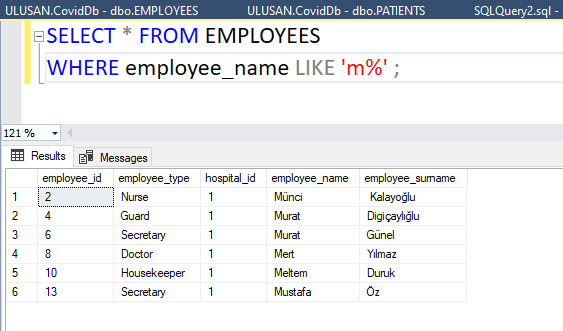 ULUSAN.CovidDb - dbo.EMPLOYEES ULUSAN.CovidDb - dbo.PATIENTS SQLQuery2.sql -
SELECT * FROM EMPLOYEES
WHERE employee_name LIKE 'm%' ;
121 %
Results Messages
employee_id employee_type hospital_id employee_name employee_surname
1 2 Nurse 1 Münci Kalayoğlu
2 4 Guard 1 Murat Digiçaylığlu
3 6 Secretary 1 Murat Günel
4 8 Doctor 1 Mert Yılmaz
5 10 Housekeeper 1 Meltem Duruk
6 13 Secretary 1 Mustafa Öz